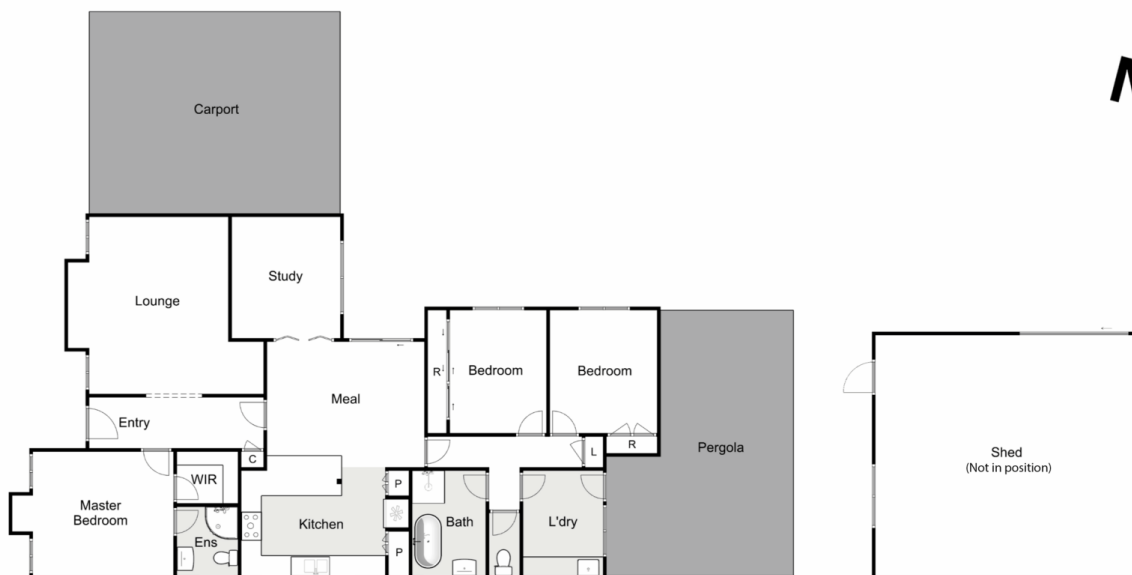 Carport
Study
Lounge
R
Bedroom
Bedroom
Meal
Entry
R
Pergola
L
Shed
(Not in position)
C
WIR
P
Master
Bedroom
Kitchen
Bath
L'dry
Ens
P